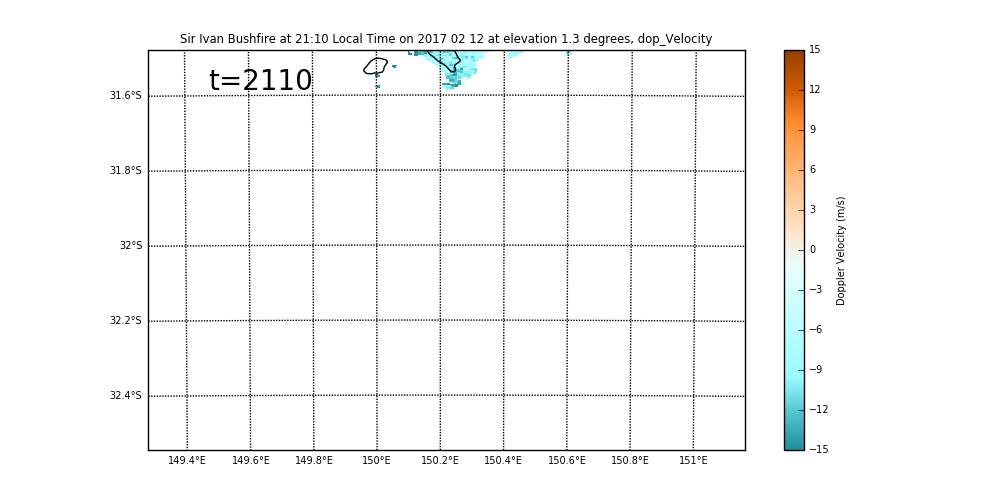 Sir Ivan Bushfire at 21:10 Local Time on 2017 02 12 at elevation 1.3 degrees, dop_Velocity
t=2110
31.6°S
31.8°S
32°S
32.2°S
32.4°S
149.4°E 149.6°E 149.8°E 150°E 150.2°E 150.4°E 150.6°E 150.8°E 151°E
15
12
9
6
3
0
−3
−6
−9
−12
−15
Doppler Velocity (m/s)